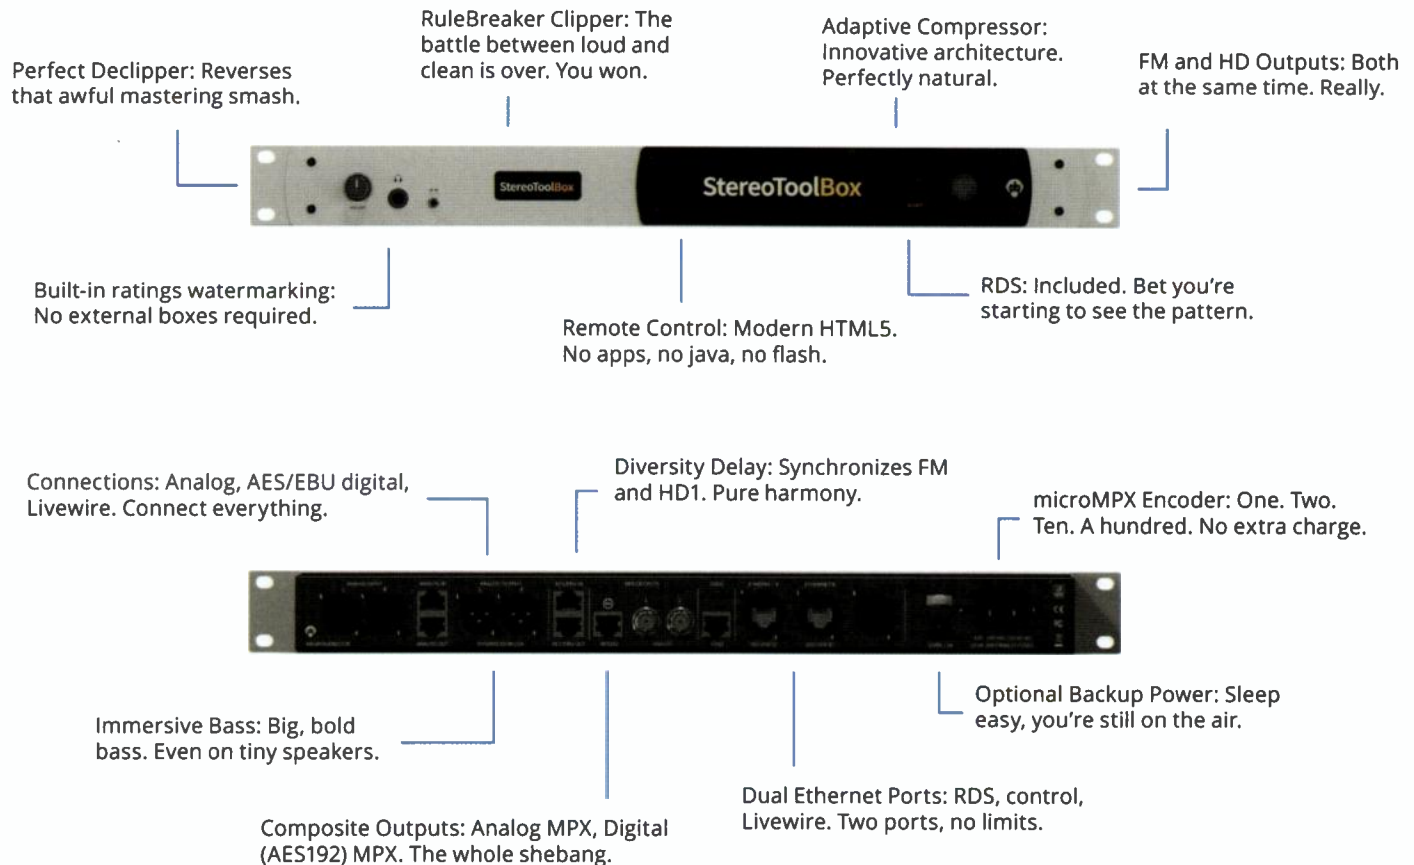 RuleBreaker Clipper: The
battle between loud and
clean is over. You won.
Adaptive Compressor:
Innovative architecture.
Perfectly natural.
Perfect Declipper: Reverses
that awful mastering smash.
FM and HD Outputs: Both
at the same time. Really.
StereoToolBox
StereoToolBox
Built-in ratings watermarking:
No external boxes required.
RDS: Included. Bet you're
starting to see the pattern.
Remote Control: Modern HTML5.
No apps, no java, no flash.
Connections: Analog, AES/EBU digital,
Livewire. Connect everything.
Diversity Delay: Synchronizes FM
and HD1. Pure harmony.
microMPX Encoder: One. Two.
Ten. A hundred. No extra charge.
Immersive Bass: Big, bold
bass. Even on tiny speakers.
Optional Backup Power: Sleep
easy, you're still on the air.
Composite Outputs: Analog MPX, Digital
(AES192) MPX. The whole shebang.
Dual Ethernet Ports: RDS, control,
Livewire. Two ports, no limits.